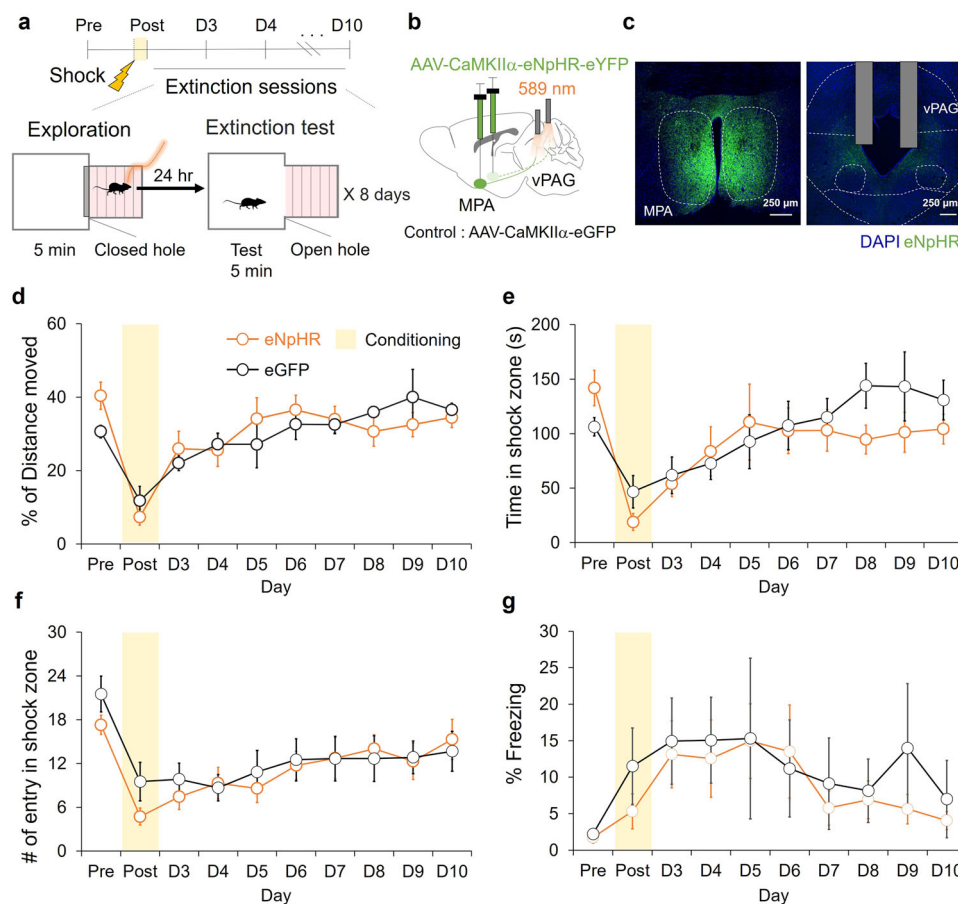 a
Pre Post D3 D4 . . . D10
Shock
Extinction sessions
Exploration
Extinction test
24 hr
X 8 days
5 min
Closed hole
Test
5 min
Open hole
b
AAV-CaMKIIα-eNpHR-eYFP
589 nm
vPAG
MPA
Control : AAV-CaMKIIα-eGFP
c
vPAG
MPA
250 μm
250 μm
DAPI eNpHR
d
% of Distance moved
60
40
20
0
eNpHR
eGFP
Conditioning
Pre Post D3 D4 D5 D6 D7 D8 D9 D10
Day
e
Time in shock zone (s)
200
150
100
50
0
Pre Post D3 D4 D5 D6 D7 D8 D9 D10
Day
f
# of entry in shock zone
30
24
18
12
6
0
Pre Post D3 D4 D5 D6 D7 D8 D9 D10
Day
g
% Freezing
30
25
20
15
10
5
0
Pre Post D3 D4 D5 D6 D7 D8 D9 D10
Day